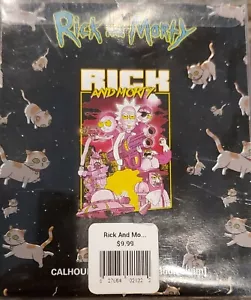 Rick and Morty
RICK
AND MORTY
Rick And Mo...
$9.99
CALHOU